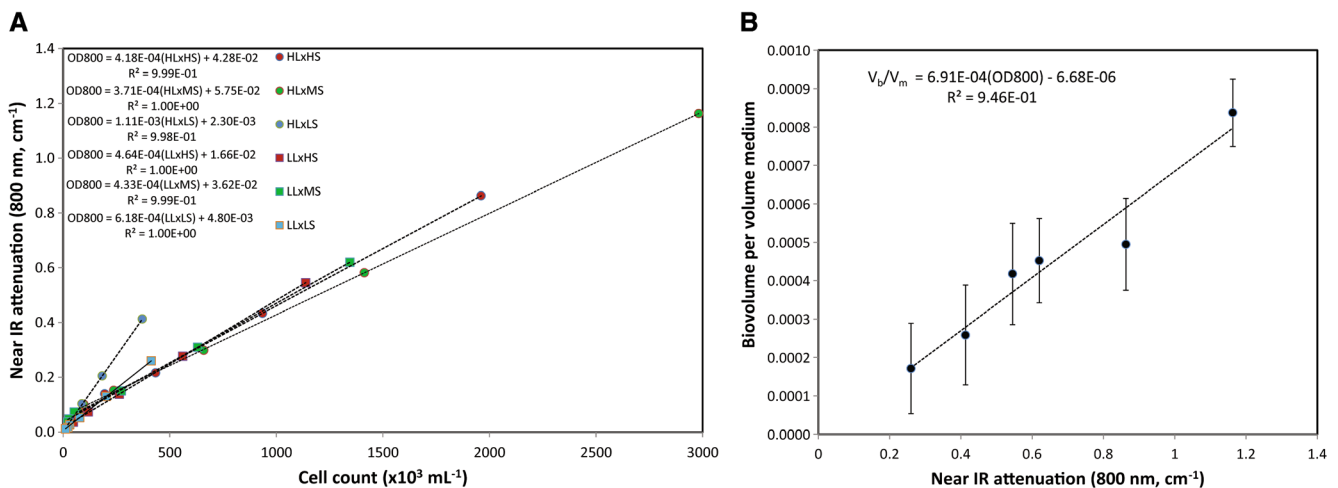 A
OD800 = 4.18E-04(HLxHS) + 4.28E-02
R² = 9.99E-01
OD800 = 3.71E-04(HLxMS) + 5.75E-02
R² = 1.00E+00
OD800 = 1.11E-03(HLxLS) + 2.30E-03
R² = 9.98E-01
OD800 = 4.64E-04(LLxHS) + 1.66E-02
R² = 1.00E+00
OD800 = 4.33E-04(LLxMS) + 3.62E-02
R² = 9.99E-01
OD800 = 6.18E-04(LLxLS) + 4.80E-03
R² = 1.00E+00
HLxHS
HLxMS
HLxLS
LLxHS
LLxMS
LLxLS
Near IR attenuation (800 nm, cm⁻¹)
1.4
1.2
1.0
0.8
0.6
0.4
0.2
0.0
0 500 1000 1500 2000 2500 3000
Cell count (x10³ mL⁻¹)
B
V_b/V_m = 6.91E-04(OD800) - 6.68E-06
R² = 9.46E-01
Biovolume per volume medium
0.0010
0.0009
0.0008
0.0007
0.0006
0.0005
0.0004
0.0003
0.0002
0.0001
0.0000
0 0.2 0.4 0.6 0.8 1 1.2 1.4
Near IR attenuation (800 nm, cm⁻¹)